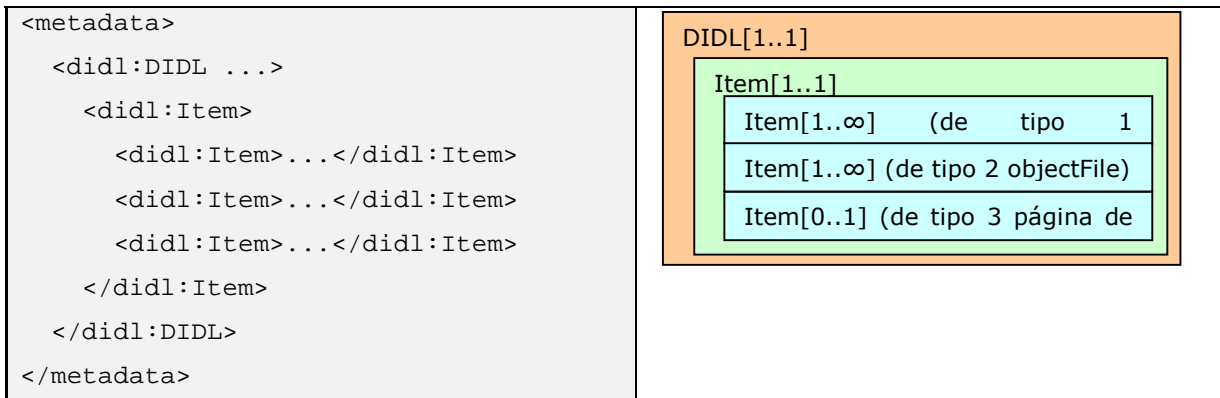 <metadata>
<didl:DIDL ...>
<didl:Item>
<didl:Item>...</didl:Item>
<didl:Item>...</didl:Item>
<didl:Item>...</didl:Item>
</didl:Item>
</didl:DIDL>
</metadata>
DIDL[1..1]
Item[1..1]
Item[1..∞] (de tipo 1
Item[1..∞] (de tipo 2 objectFile)
Item[0..1] (de tipo 3 página de